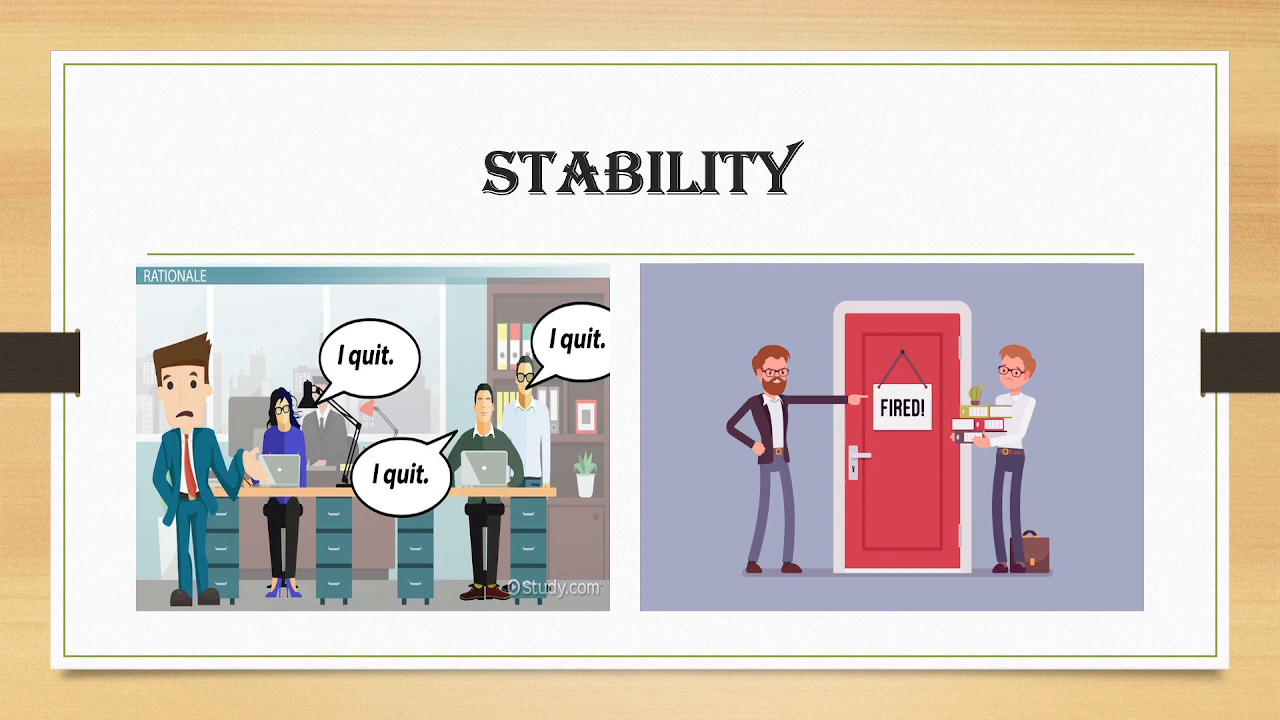 STABILITY
RATIONALE
I quit.
I quit.
I quit.
Study.com
FIRED!